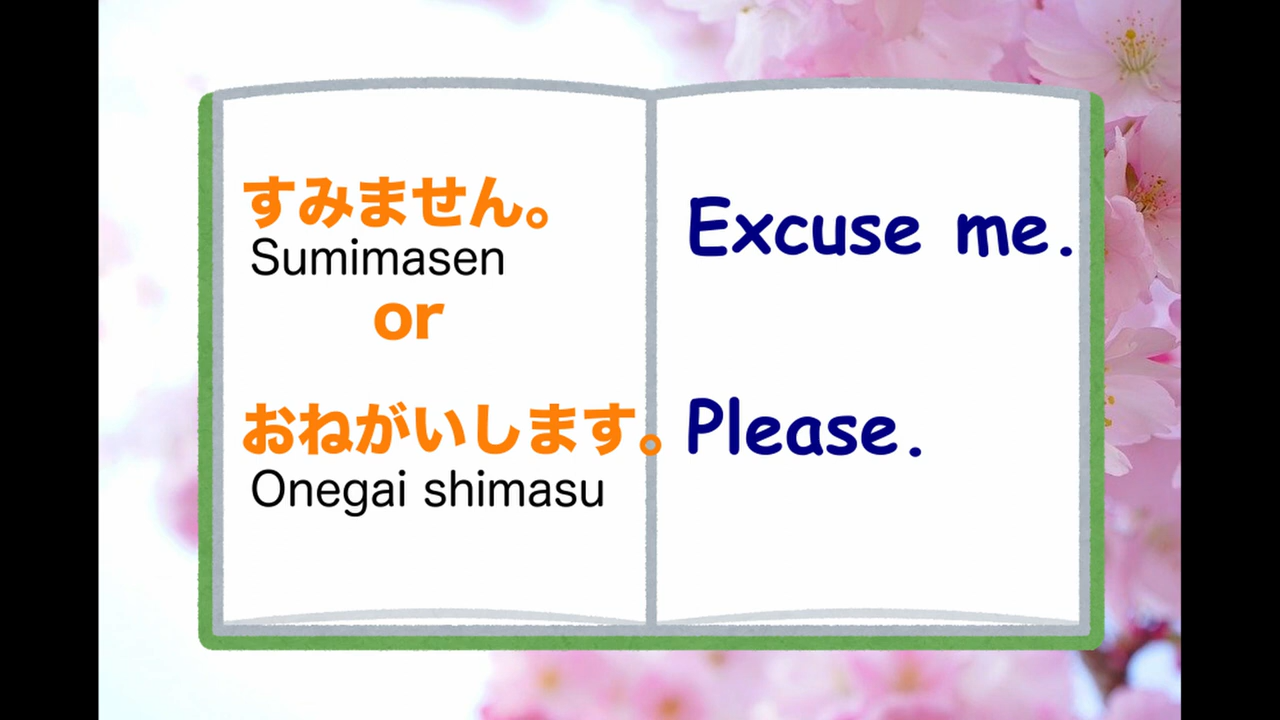 すみません。
Sumimasen
or
おねがいします。
Onegai shimasu
Excuse me.
Please.